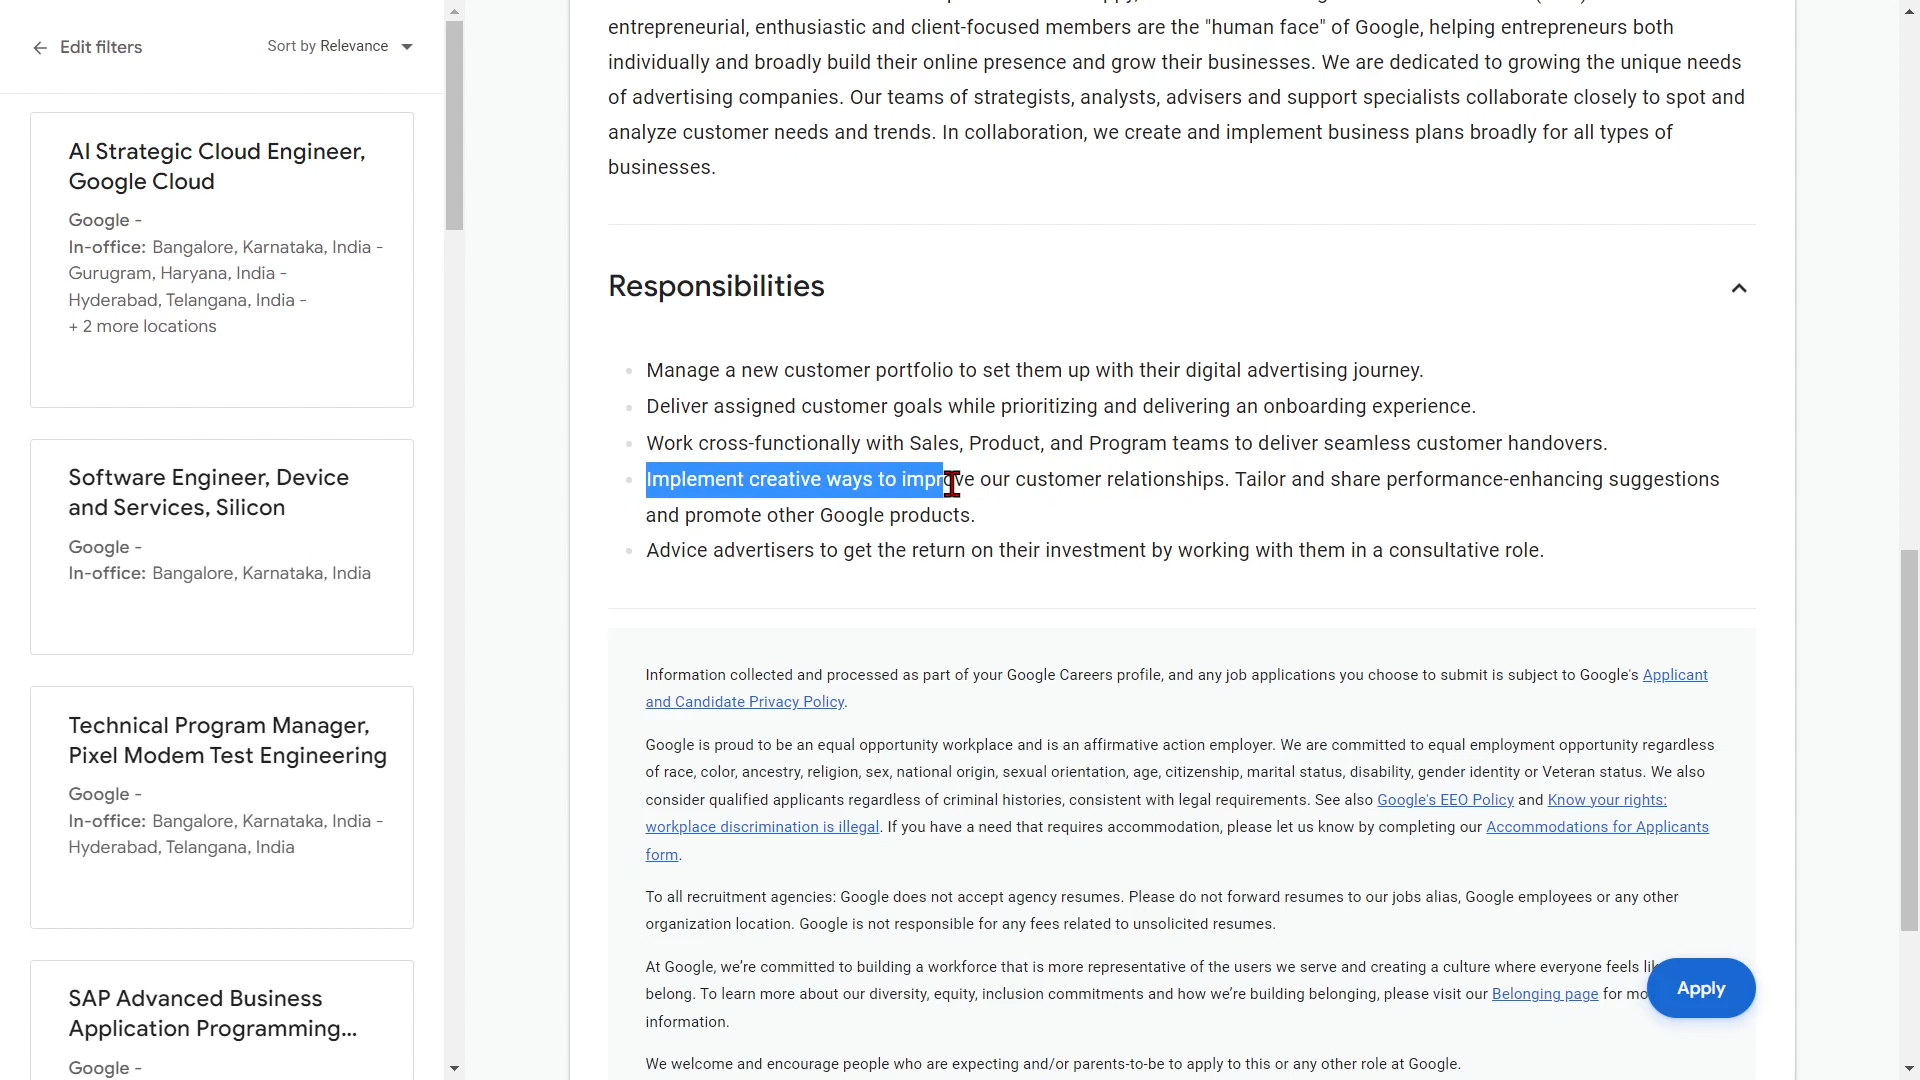 Edit filters
Sort by Relevance
AI Strategic Cloud Engineer,
Google Cloud
Google -
In-office: Bangalore, Karnataka, India -
Gurugram, Haryana, India -
Hyderabad, Telangana, India -
+ 2 more locations
Software Engineer, Device
and Services, Silicon
Google -
In-office: Bangalore, Karnataka, India
Technical Program Manager,
Pixel Modem Test Engineering
Google -
In-office: Bangalore, Karnataka, India -
Hyderabad, Telangana, India
SAP Advanced Business
Application Programming...
Google -
entrepreneurial, enthusiastic and client-focused members are the "human face" of Google, helping entrepreneurs both
individually and broadly build their online presence and grow their businesses. We are dedicated to growing the unique needs
of advertising companies. Our teams of strategists, analysts, advisers and support specialists collaborate closely to spot and
analyze customer needs and trends. In collaboration, we create and implement business plans broadly for all types of
businesses.
Responsibilities
Manage a new customer portfolio to set them up with their digital advertising journey.
Deliver assigned customer goals while prioritizing and delivering an onboarding experience.
Work cross-functionally with Sales, Product, and Program teams to deliver seamless customer handovers.
Implement creative ways to improve our customer relationships. Tailor and share performance-enhancing suggestions
and promote other Google products.
Advice advertisers to get the return on their investment by working with them in a consultative role.
Information collected and processed as part of your Google Careers profile, and any job applications you choose to submit is subject to Google's Applicant
and Candidate Privacy Policy.
Google is proud to be an equal opportunity workplace and is an affirmative action employer. We are committed to equal employment opportunity regardless
of race, color, ancestry, religion, sex, national origin, sexual orientation, age, citizenship, marital status, disability, gender identity or Veteran status. We also
consider qualified applicants regardless of criminal histories, consistent with legal requirements. See also Google's EEO Policy and Know your rights:
workplace discrimination is illegal. If you have a need that requires accommodation, please let us know by completing our Accommodations for Applicants
form.
To all recruitment agencies: Google does not accept agency resumes. Please do not forward resumes to our jobs alias, Google employees or any other
organization location. Google is not responsible for any fees related to unsolicited resumes.
At Google, we're committed to building a workforce that is more representative of the users we serve and creating a culture where everyone feels
belong. To learn more about our diversity, equity, inclusion commitments and how we're building belonging, please visit our Belonging page for
information.
Apply
We welcome and encourage people who are expecting and/or parents-to-be to apply to this or any other role at Google.